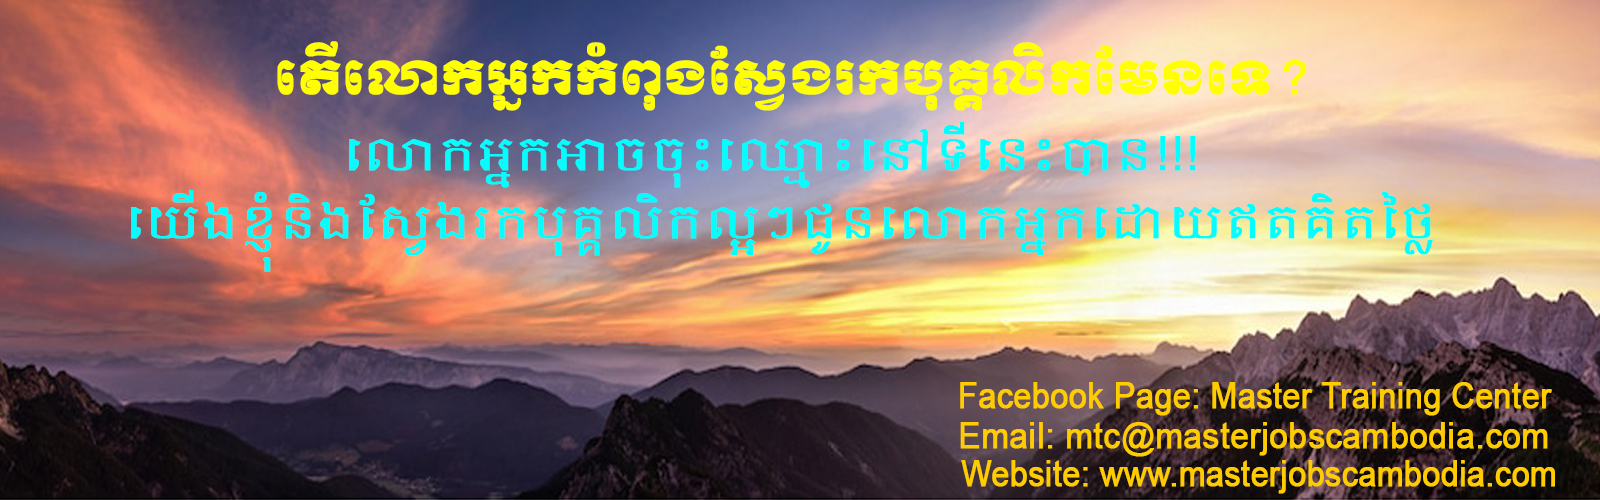 តើលោកអ្នកកំពុងស្វែងរកបុគ្គលិកមែនទេ?
លោកអ្នកអាចចុះឈ្មោះនៅទីនេះបាន!!!
យើងខ្ញុំនិងស្វែងរកបុគ្គលិកល្អៗជូនលោកអ្នកដោយឥតគិតថ្លៃ
Facebook Page: Master Training Center
Email: mtc@masterjobscambodia.com
Website: www.masterjobscambodia.com